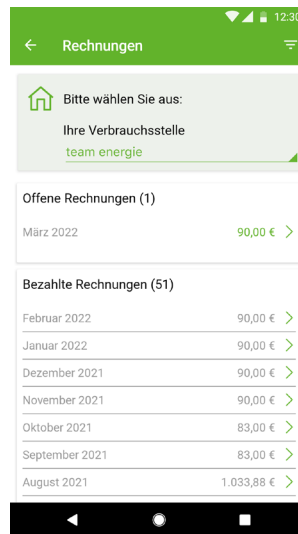 12:30
Rechnungen
Bitte wählen Sie aus:
Ihre Verbrauchsstelle
team energie
Offene Rechnungen (1)
März 2022 90,00 €
Bezahlte Rechnungen (51)
Februar 2022 90,00 €
Januar 2022 90,00 €
Dezember 2021 90,00 €
November 2021 90,00 €
Oktober 2021 83,00 €
September 2021 83,00 €
August 2021 1.033,88 €